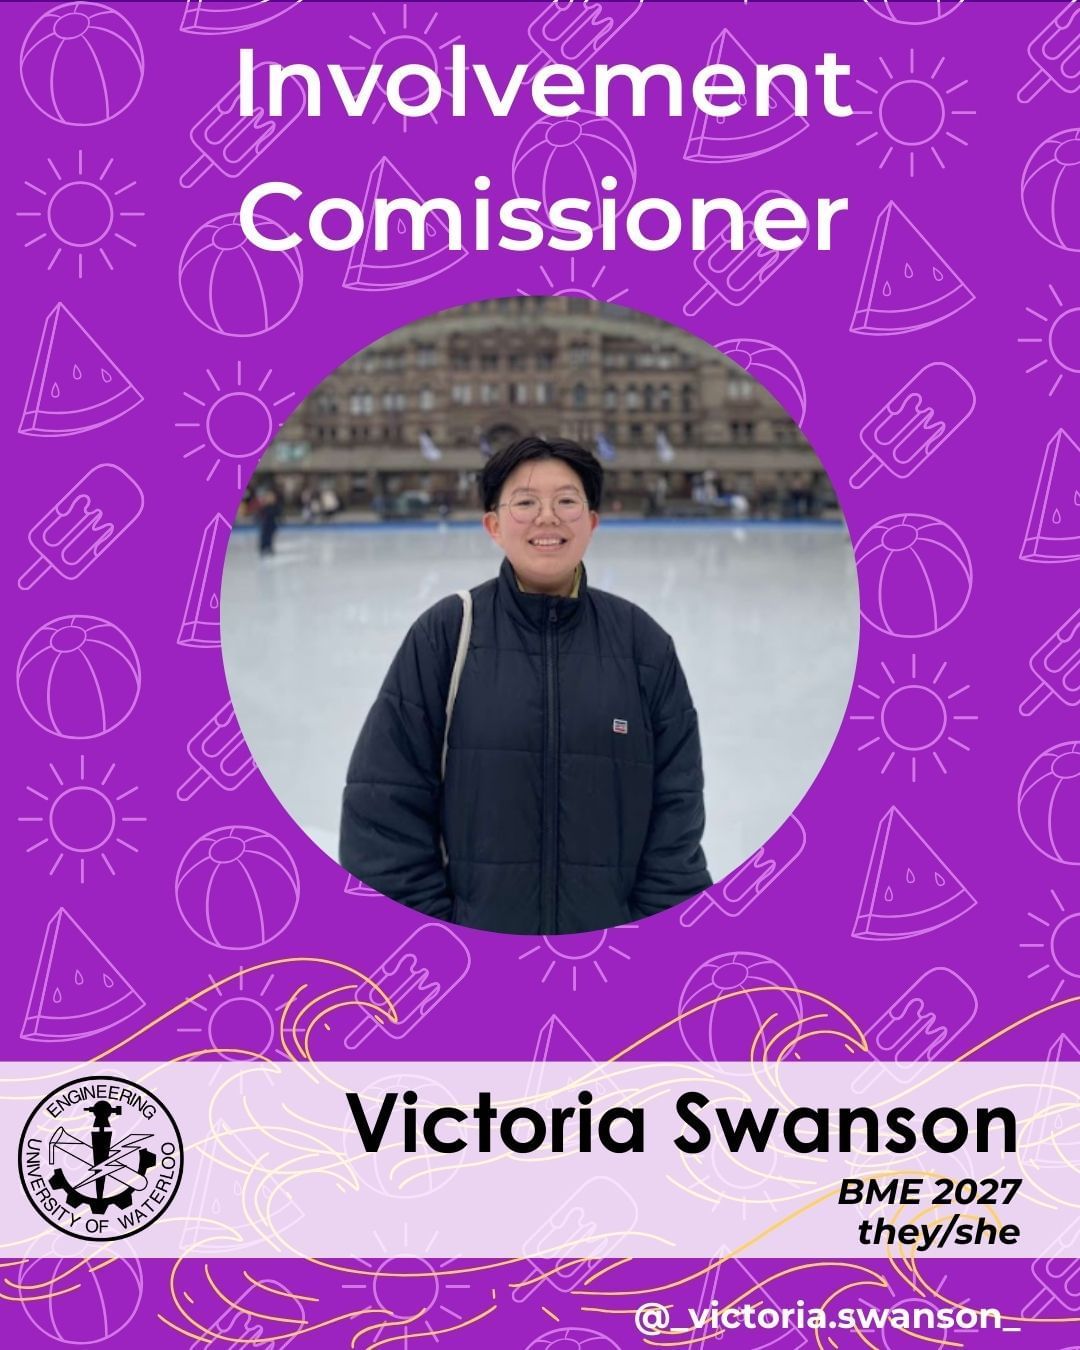 Involvement
Comissioner
Victoria Swanson
BME 2027
they/she
ENGINEERING
UNIVERSITY OF WATERLOO
@_victoria.swanson_